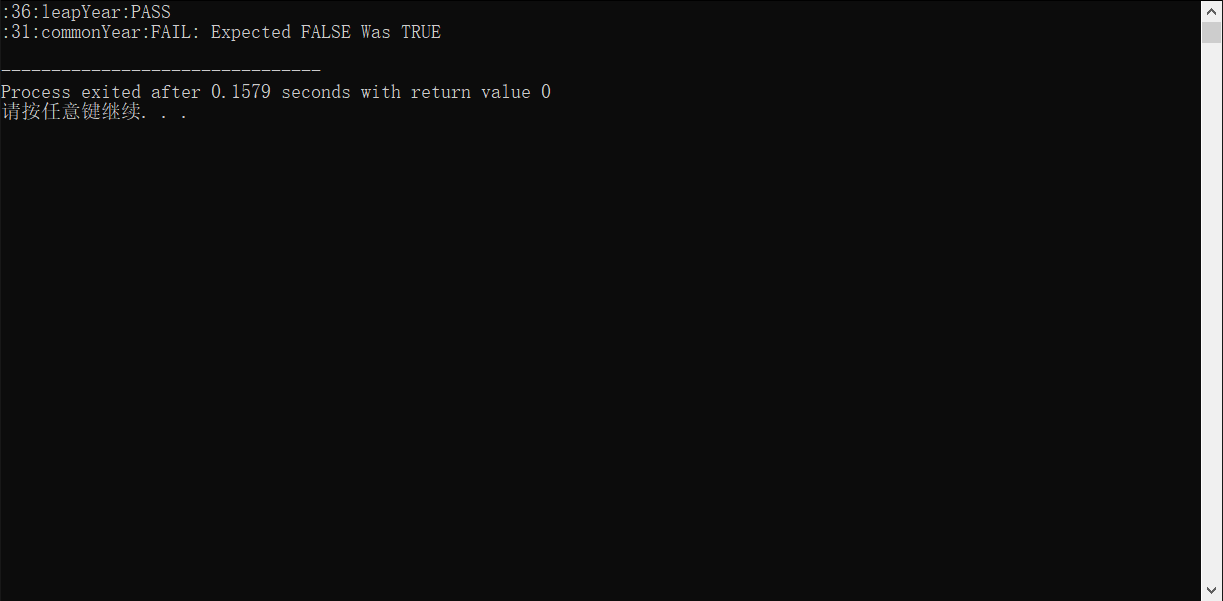 :36:leapYear:PASS
:31:commonYear:FAIL: Expected FALSE Was TRUE
--------------------------------
Process exited after 0.1579 seconds with return value 0
请按任意键继续. . .